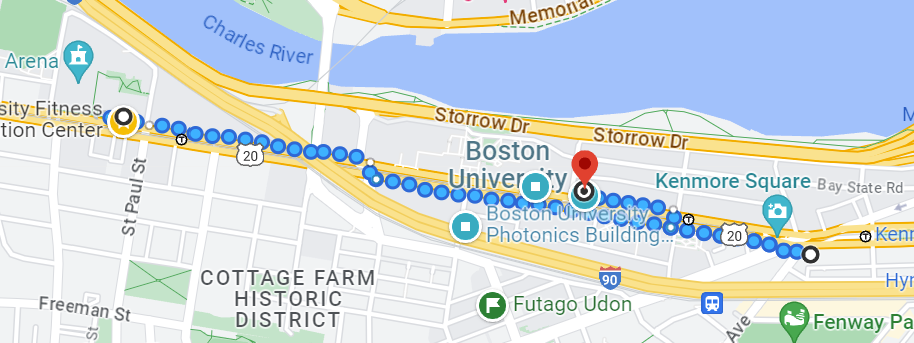 Memorial
Charles River
Arena
sity Fitness
tion Center
Storrow Dr
Storrow Dr
Boston
University
20
Kenmore Square
Bay State Rd
M
St Paul St
Boston University
Photonics Building...
20
Kenn
COTTAGE FARM
HISTORIC
DISTRICT
90
Hyn
Freeman St
St
Futago Udon
Ave
Fenway Pa